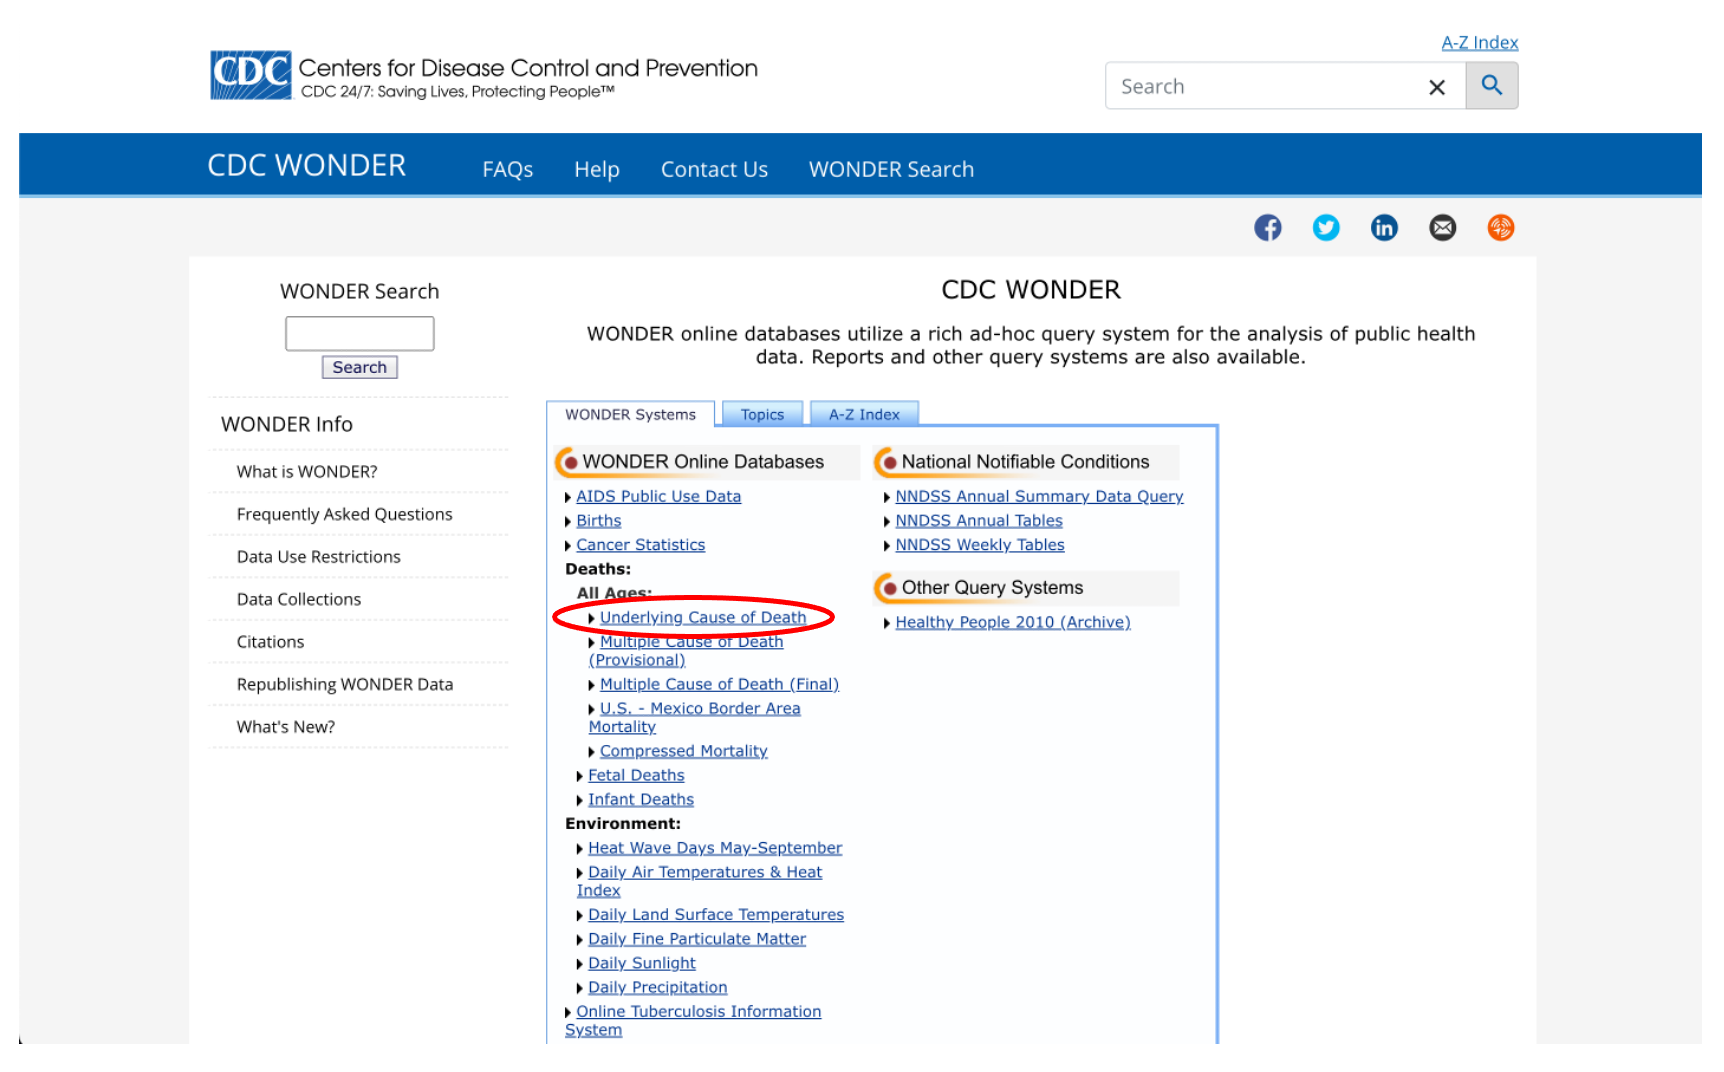 A-Z Index
CDC
Centers for Disease Control and Prevention
CDC 24/7: Saving Lives, Protecting People™
Search
CDC WONDER
FAQs
Help
Contact Us
WONDER Search
WONDER Search
Search
WONDER Info
What is WONDER?
Frequently Asked Questions
Data Use Restrictions
Data Collections
Citations
Republishing WONDER Data
What's New?
CDC WONDER
WONDER online databases utilize a rich ad-hoc query system for the analysis of public health
data. Reports and other query systems are also available.
WONDER Systems
Topics
A-Z Index
WONDER Online Databases
AIDS Public Use Data
Births
Cancer Statistics
Deaths:
All Ages:
Underlying Cause of Death
Multiple Cause of Death
(Provisional)
Multiple Cause of Death (Final)
U.S. - Mexico Border Area
Mortality
Compressed Mortality
Fetal Deaths
Infant Deaths
Environment:
Heat Wave Days May-September
Daily Air Temperatures & Heat
Index
Daily Land Surface Temperatures
Daily Fine Particulate Matter
Daily Sunlight
Daily Precipitation
Online Tuberculosis Information
System
National Notifiable Conditions
NNDSS Annual Summary Data Query
NNDSS Annual Tables
NNDSS Weekly Tables
Other Query Systems
Healthy People 2010 (Archive)